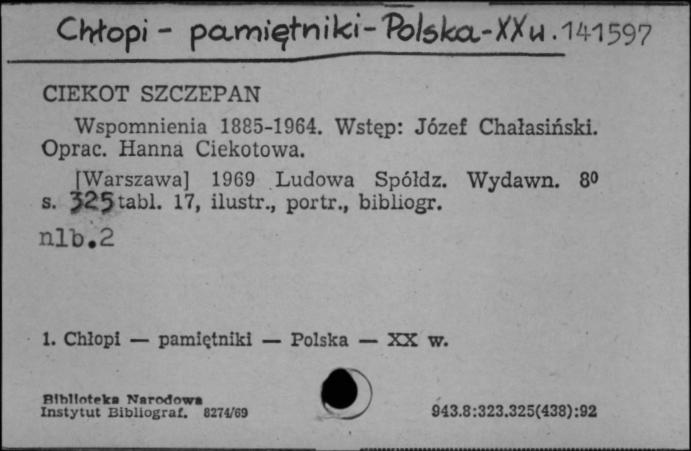 Chłopi - pamiętniki - Polska - XX w. 141597
CIEKOT SZCZEPAN
Wspomnienia 1885-1964. Wstęp: Józef Chałasiński.
Oprac. Hanna Ciekotowa.
[Warszawa] 1969 Ludowa Spółdz. Wydawn. 8⁰
s. 325 tabl. 17, ilustr., portr., bibliogr.
nlb.2
1. Chłopi — pamiętniki — Polska — XX w.
Biblioteka Narodowa
Instytut Bibliograf. 8274/69
943.8:323.325(438):92